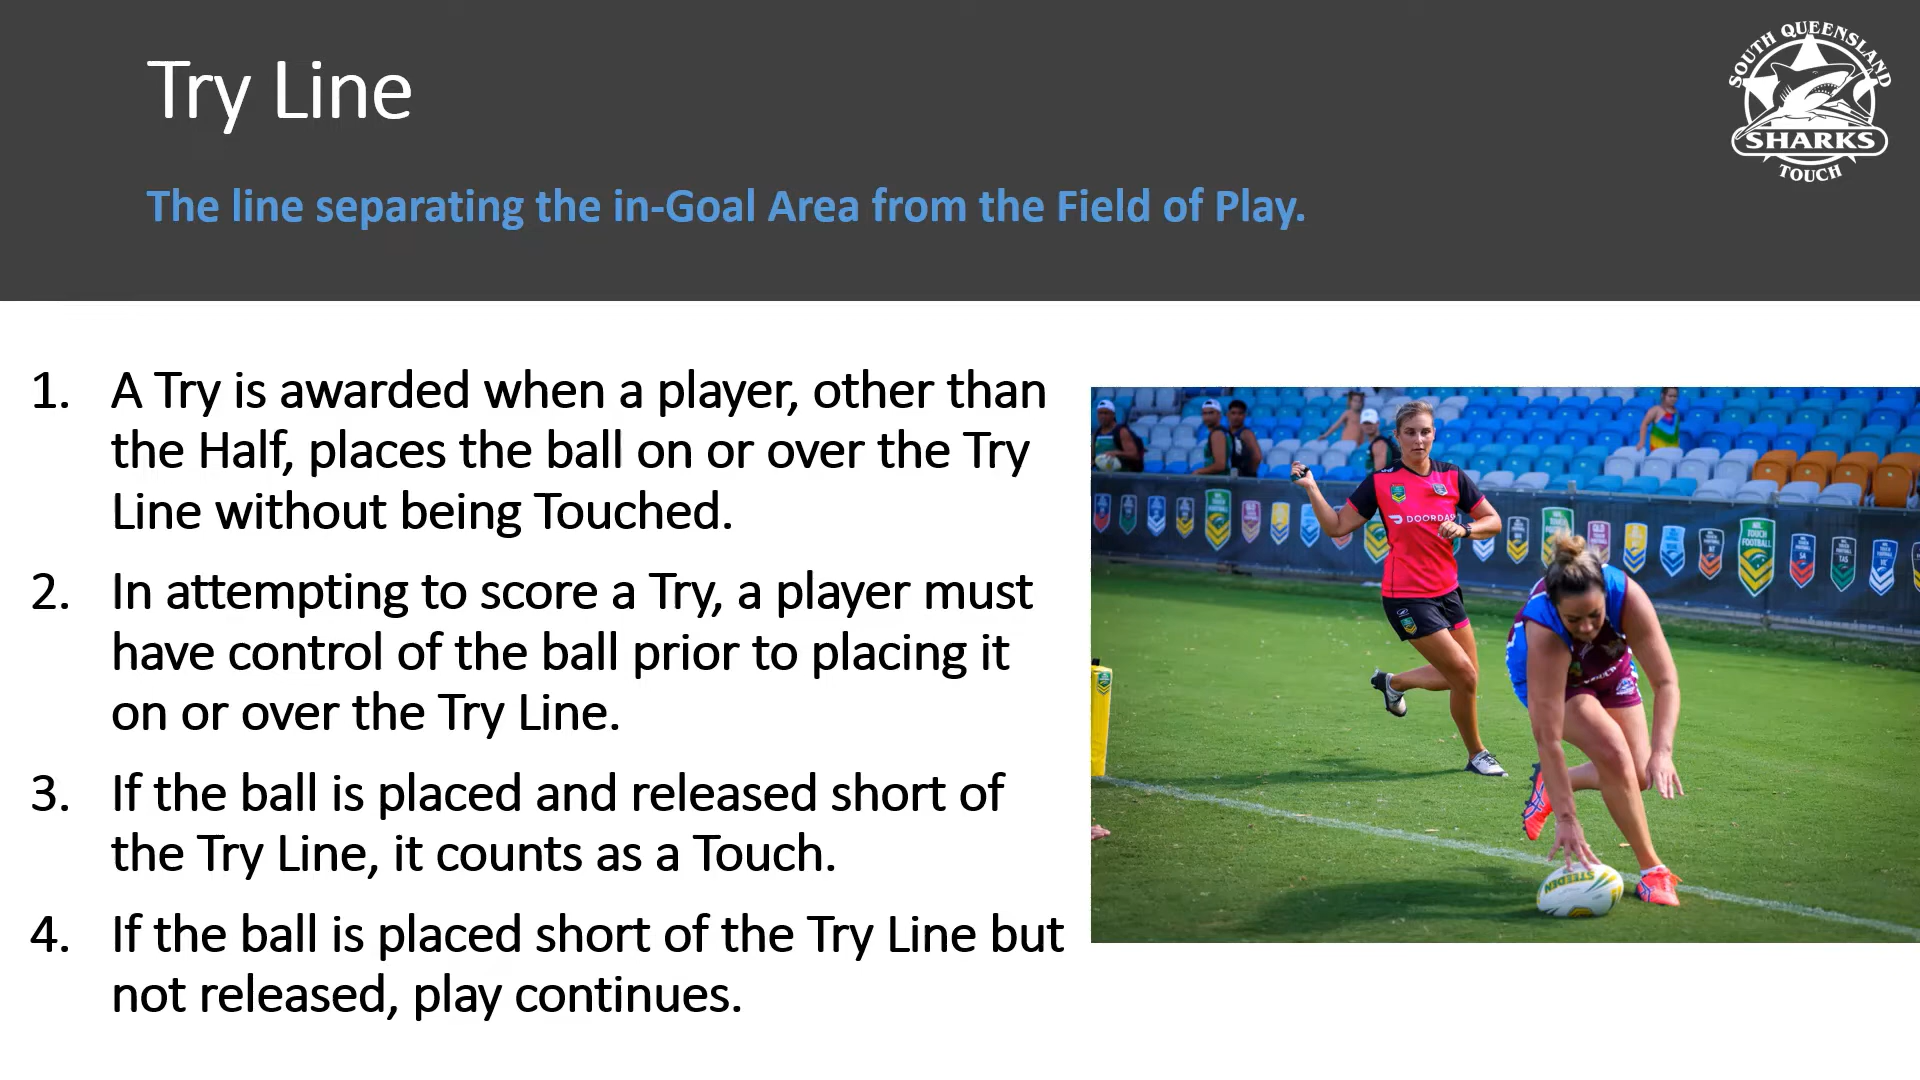 Try Line
SOUTH QUEENSLAND
SHARKS
TOUCH
The line separating the in-Goal Area from the Field of Play.
1. A Try is awarded when a player, other than
the Half, places the ball on or over the Try
Line without being Touched.
2. In attempting to score a Try, a player must
have control of the ball prior to placing it
on or over the Try Line.
3. If the ball is placed and released short of
the Try Line, it counts as a Touch.
4. If the ball is placed short of the Try Line but
not released, play continues.
DOORDAS
NRL
TOUCH
FOOTBALL
STEEDEN